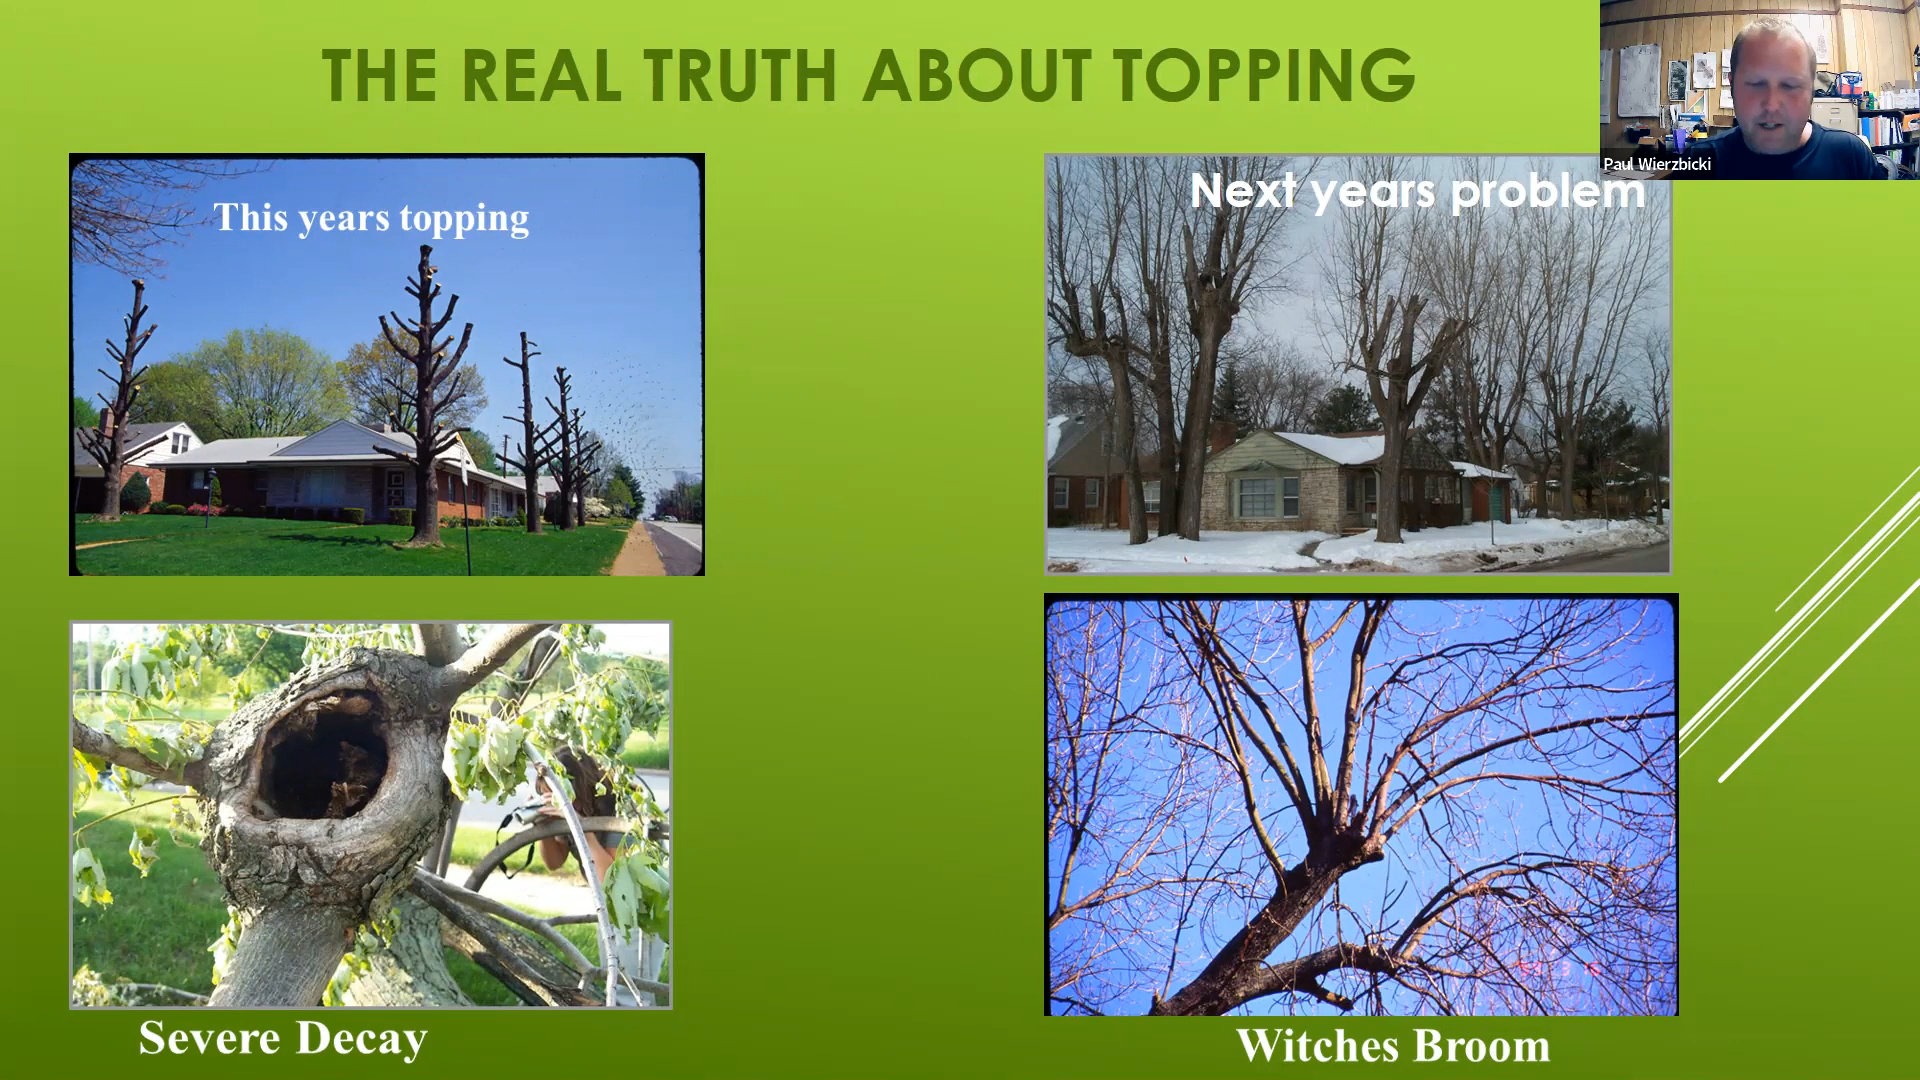 THE REAL TRUTH ABOUT TOPPING
Paul Wierzbicki
This years topping
Next years problem
Severe Decay
Witches Broom